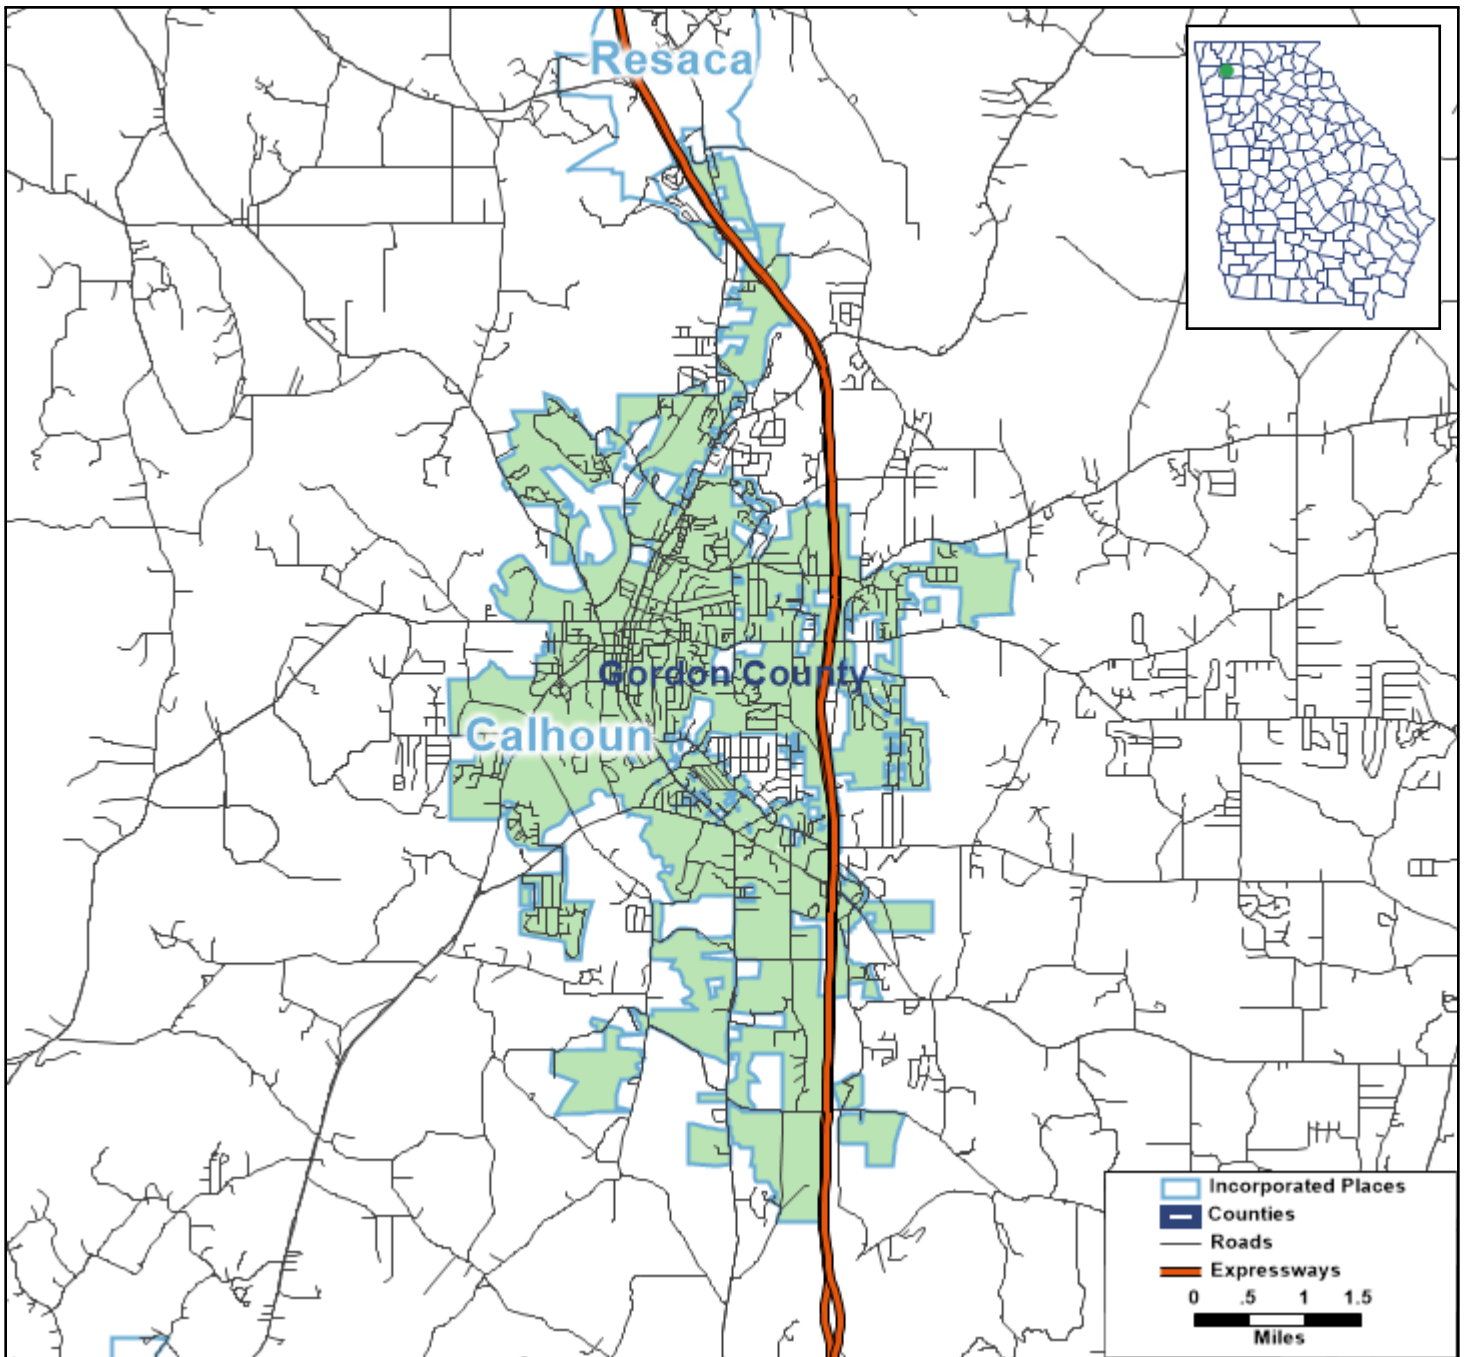 Resaca
Gordon County
Calhoun
Incorporated Places
Counties
Roads
Expressways
0 .5 1 1.5
Miles